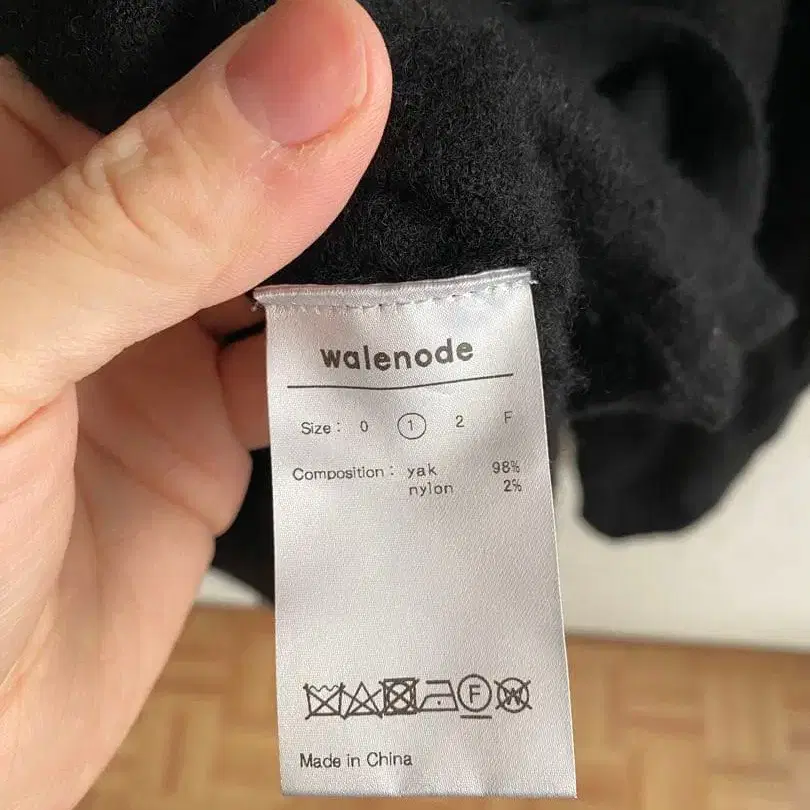 walenode
Size : 0 1 2 F
Composition : yak 98%
nylon 2%
F W
Made in China